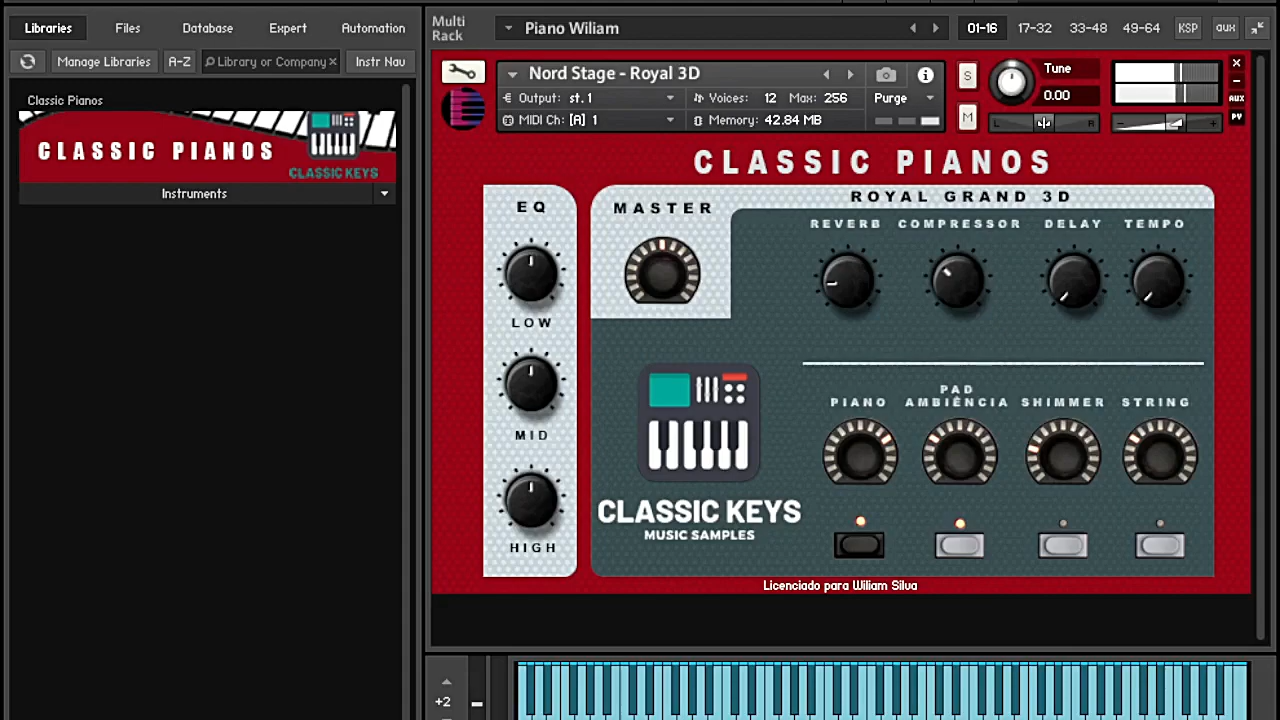 Libraries Files Database Expert Automation
Manage Libraries A-Z Library or Company Instr Nav
Classic Pianos
CLASSIC PIANOS
CLASSIC KEYS
Instruments
Multi
Rack
Piano Wiliam
01-16 17-32 33-48 49-64 KSP aux
Nord Stage - Royal 3D
Output: st.1 Voices: 12 Max: 256 Purge
MIDI Ch: [A] 1 Memory: 42.84 MB
S
M
Tune
0.00
L R
AUX
PV
CLASSIC PIANOS
EQ
LOW
MID
HIGH
MASTER
ROYAL GRAND 3D
REVERB COMPRESSOR DELAY TEMPO
PIANO PAD AMBIÊNCIA SHIMMER STRING
CLASSIC KEYS
MUSIC SAMPLES
Licenciado para Wiliam Silva
+2